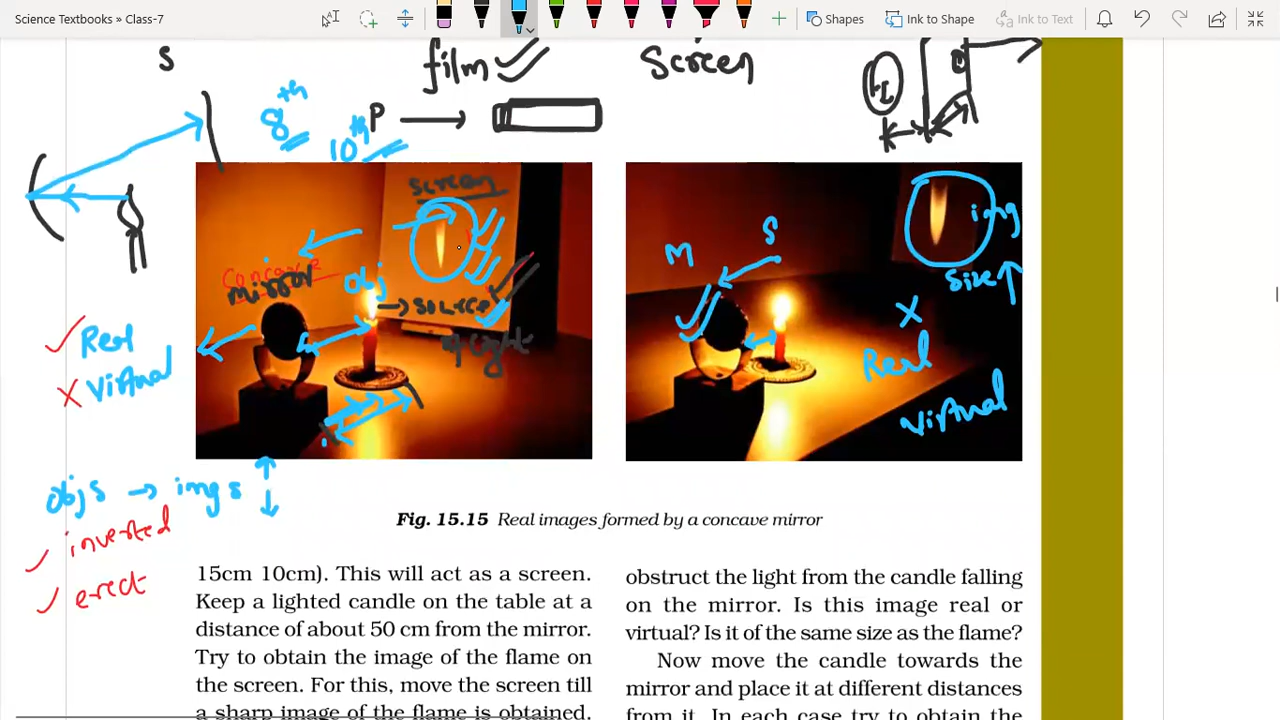 Science Textbooks » Class-7
Shapes
Ink to Shape
Ink to Text
S
film
Screen
8th
10th
P
Screen
Concave
mirror
obj
source
of light
Real
Virtual
M
S
img
size
Real
Virtual
objs → imgs
inverted
erect
Fig. 15.15 Real images formed by a concave mirror
15cm 10cm). This will act as a screen.
Keep a lighted candle on the table at a
distance of about 50 cm from the mirror.
Try to obtain the image of the flame on
the screen. For this, move the screen till
a sharp image of the flame is obtained.
obstruct the light from the candle falling
on the mirror. Is this image real or
virtual? Is it of the same size as the flame?
Now move the candle towards the
mirror and place it at different distances
from it. In each case try to obtain the